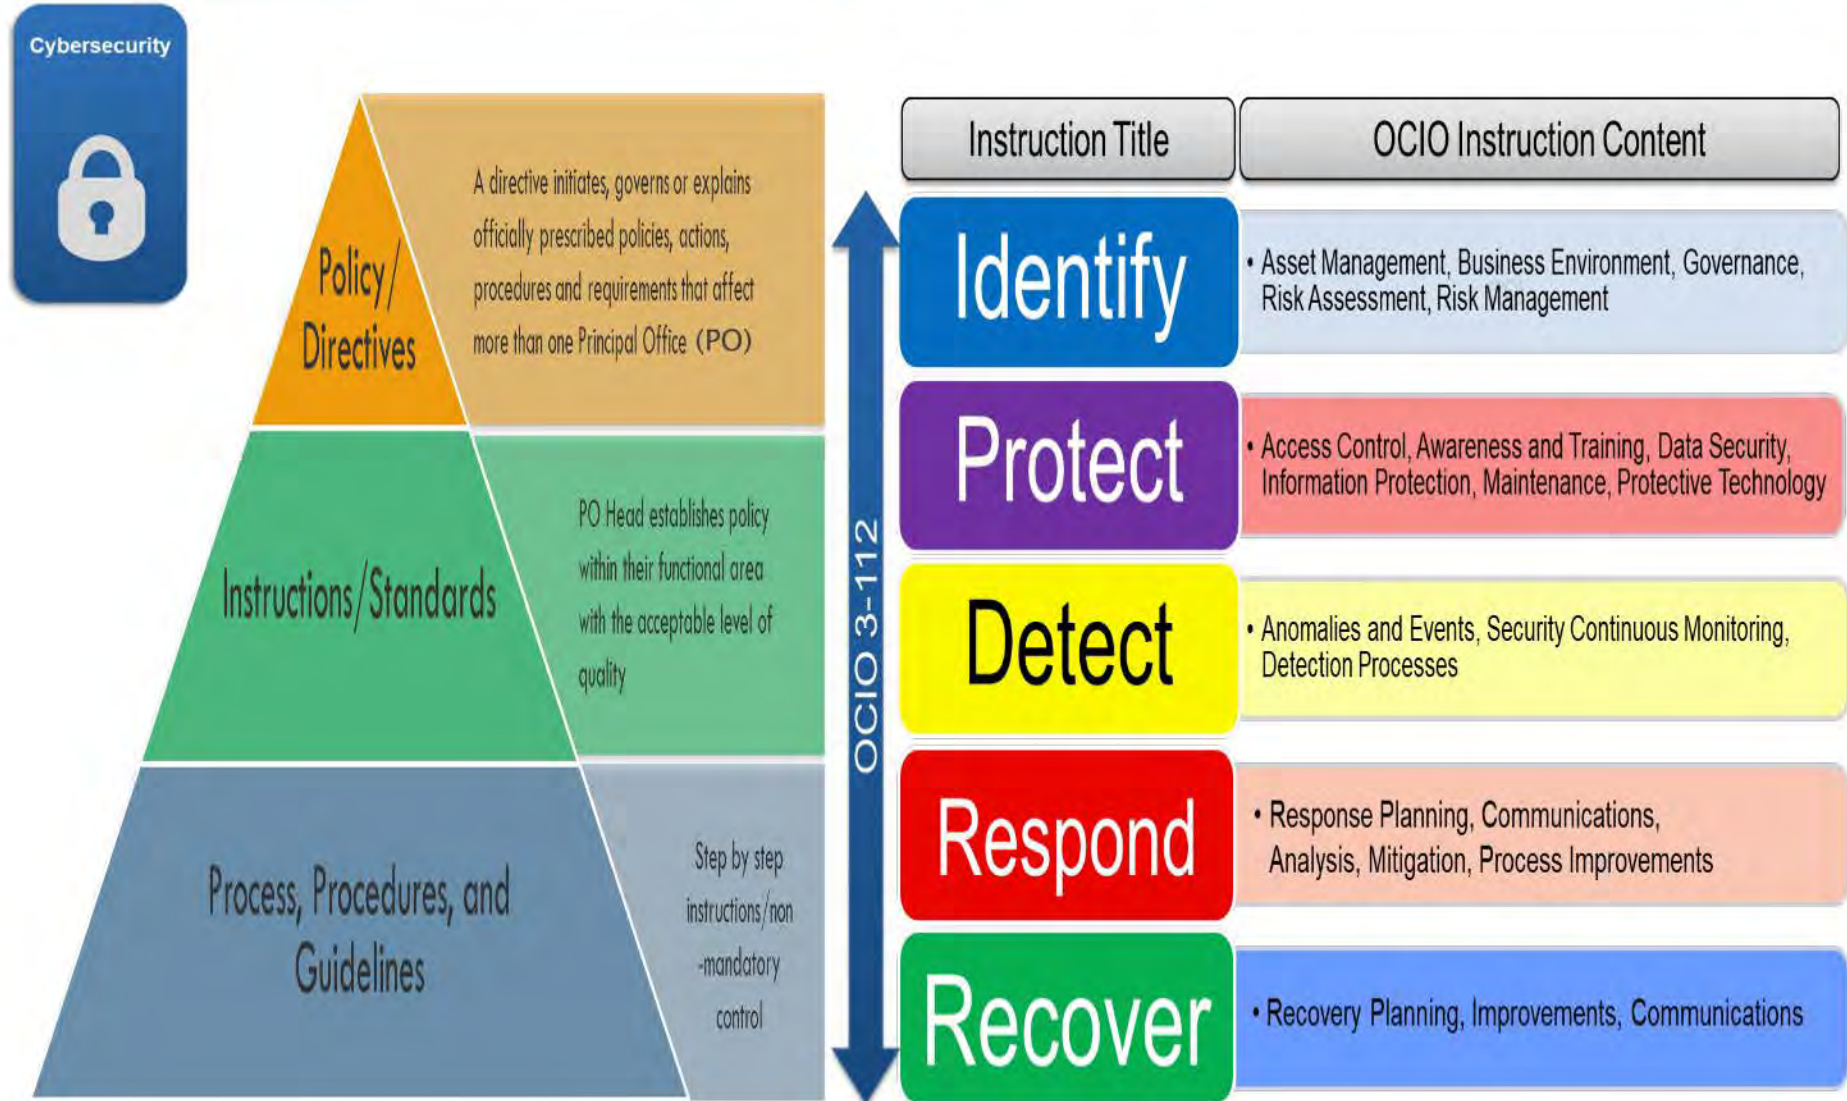 Cybersecurity
Policy/
Directives
A directive initiates, governs or explains
officially prescribed policies, actions,
procedures and requirements that affect
more than one Principal Office (PO)
Instructions/Standards
PO Head establishes policy
within their functional area
with the acceptable level of
quality
Process, Procedures, and
Guidelines
Step by step
instructions/non
-mandatory
control
OCIO 3-112
Instruction Title
OCIO Instruction Content
Identify
• Asset Management, Business Environment, Governance,
Risk Assessment, Risk Management
Protect
• Access Control, Awareness and Training, Data Security,
Information Protection, Maintenance, Protective Technology
Detect
• Anomalies and Events, Security Continuous Monitoring,
Detection Processes
Respond
• Response Planning, Communications,
Analysis, Mitigation, Process Improvements
Recover
• Recovery Planning, Improvements, Communications